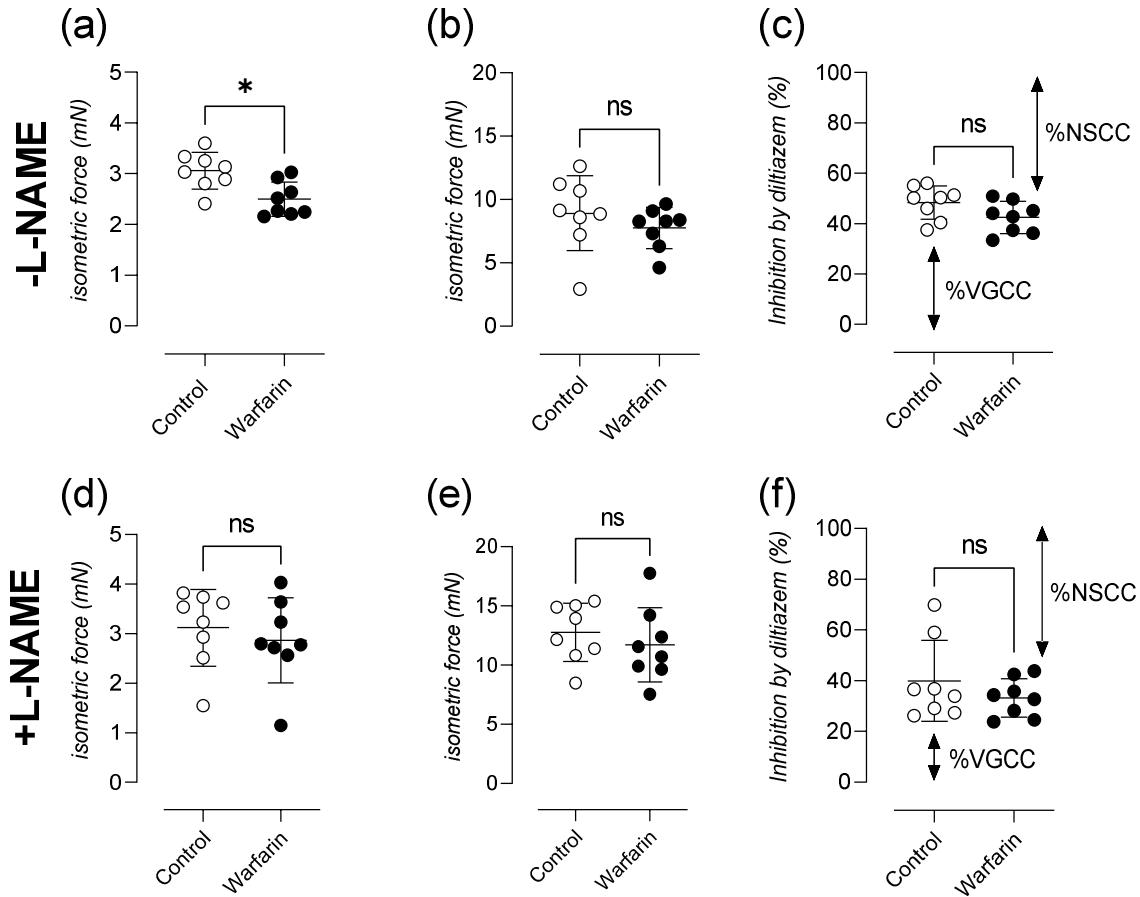 (a)
(b)
(c)
-L-NAME
isometric force (mN)
5
4
3
2
1
0
*
Control
Warfarin
isometric force (mN)
20
15
10
5
0
ns
Control
Warfarin
Inhibition by diltiazem (%)
100
80
60
40
20
0
ns
%NSCC
%VGCC
Control
Warfarin
(d)
(e)
(f)
+L-NAME
isometric force (mN)
5
4
3
2
1
0
ns
Control
Warfarin
isometric force (mN)
20
15
10
5
0
ns
Control
Warfarin
Inhibition by diltiazem (%)
100
80
60
40
20
0
ns
%NSCC
%VGCC
Control
Warfarin